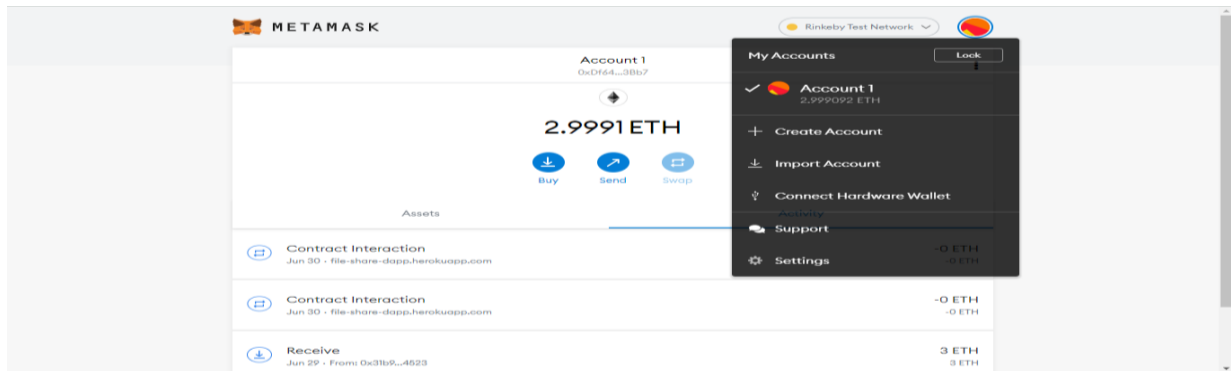 METAMASK
Rinkeby Test Network
Account 1
0xDf64...3Bb7
2.9991 ETH
Buy
Send
Swap
Assets
Activity
My Accounts
Lock
Account 1
2.999092 ETH
Create Account
Import Account
Connect Hardware Wallet
Support
Settings
Contract Interaction
-0 ETH
Jun 30 · file-share-dapp.herokuapp.com
-0 ETH
Contract Interaction
-0 ETH
Jun 30 · file-share-dapp.herokuapp.com
-0 ETH
Receive
3 ETH
Jun 29 · From: 0x31b9...4523
3 ETH